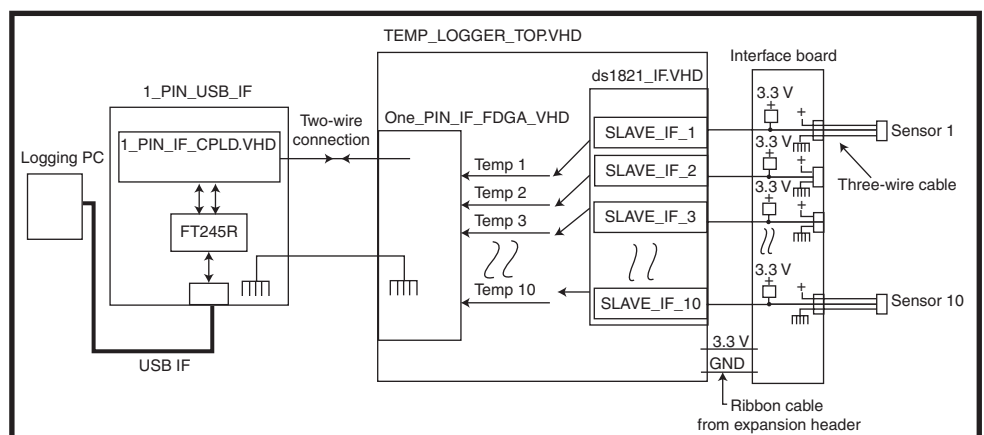 TEMP_LOGGER_TOP.VHD
Interface board
ds1821_IF.VHD
1_PIN_USB_IF
3.3 V
Two-wire
connection
One_PIN_IF_FDGA_VHD
+
SLAVE_IF_1
Sensor 1
1_PIN_IF_CPLD.VHD
Logging PC
Temp 1
3.3 V
+
SLAVE_IF_2
Temp 2
Three-wire cable
3.3 V
+
SLAVE_IF_3
Temp 3
FT245R
3.3 V
Temp 10
+
SLAVE_IF_10
Sensor 10
3.3 V
GND
USB IF
Ribbon cable
from expansion header